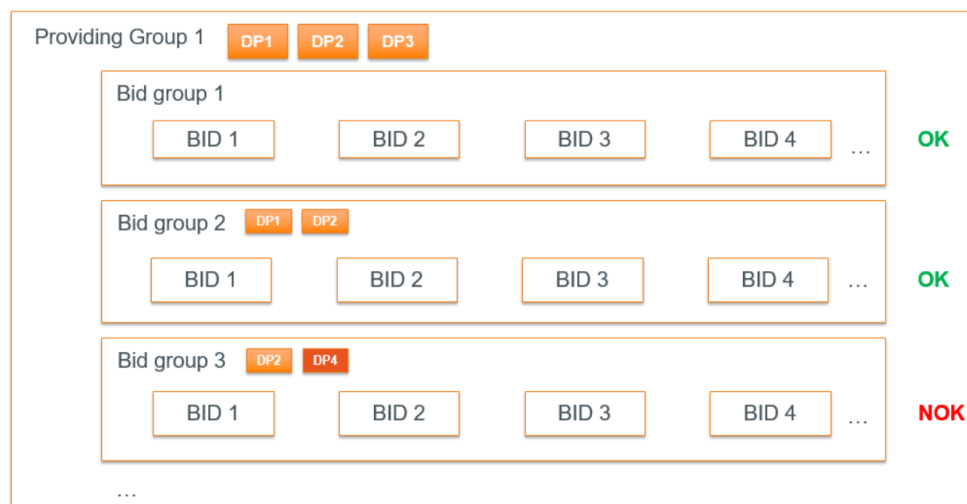 Providing Group 1 DP1 DP2 DP3
Bid group 1
BID 1 BID 2 BID 3 BID 4 ... OK
Bid group 2 DP1 DP2
BID 1 BID 2 BID 3 BID 4 ... OK
Bid group 3 DP2 DP4
BID 1 BID 2 BID 3 BID 4 ... NOK
...